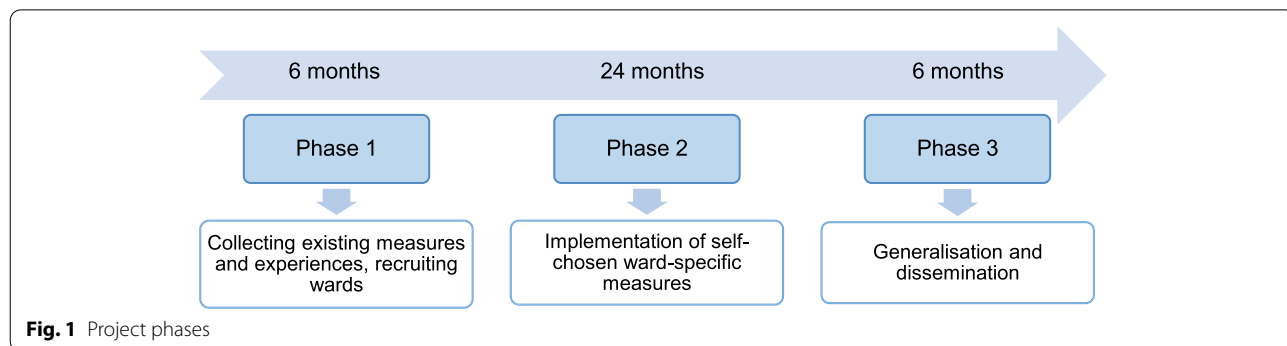 6 months 24 months 6 months
Phase 1 Phase 2 Phase 3
Collecting existing measures
and experiences, recruiting
wards
Implementation of self-
chosen ward-specific
measures
Generalisation and
dissemination
Fig. 1 Project phases